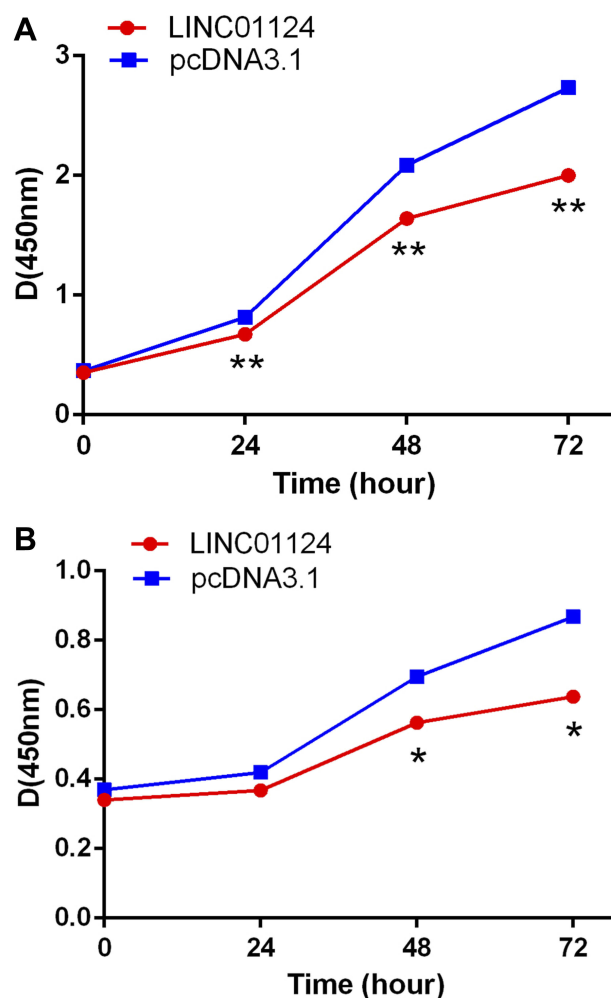 A
LINC01124
pcDNA3.1
3
2
1
0
D(450nm)
**
**
**
0 24 48 72
Time (hour)
B
LINC01124
pcDNA3.1
1.0
0.8
0.6
0.4
0.2
0.0
D(450nm)
*
*
0 24 48 72
Time (hour)